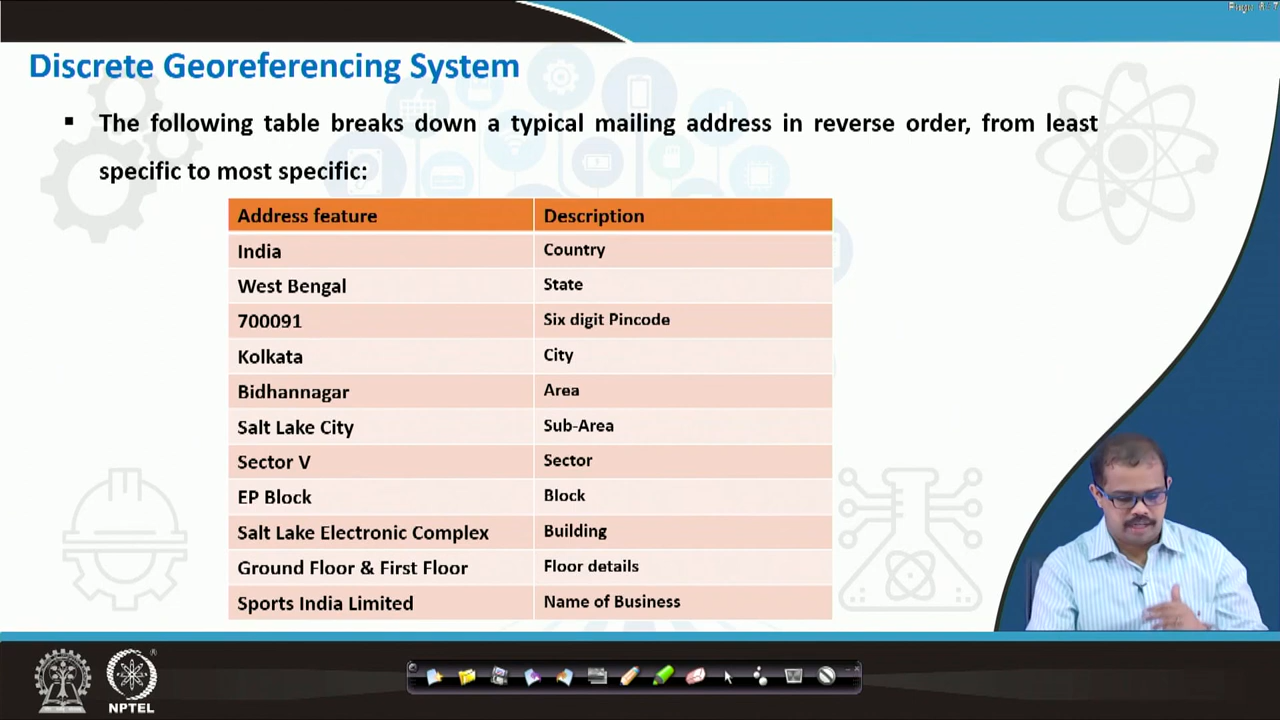 Discrete Georeferencing System
▪ The following table breaks down a typical mailing address in reverse order, from least
specific to most specific:
Address feature Description
India Country
West Bengal State
700091 Six digit Pincode
Kolkata City
Bidhannagar Area
Salt Lake City Sub-Area
Sector V Sector
EP Block Block
Salt Lake Electronic Complex Building
Ground Floor & First Floor Floor details
Sports India Limited Name of Business
NPTEL